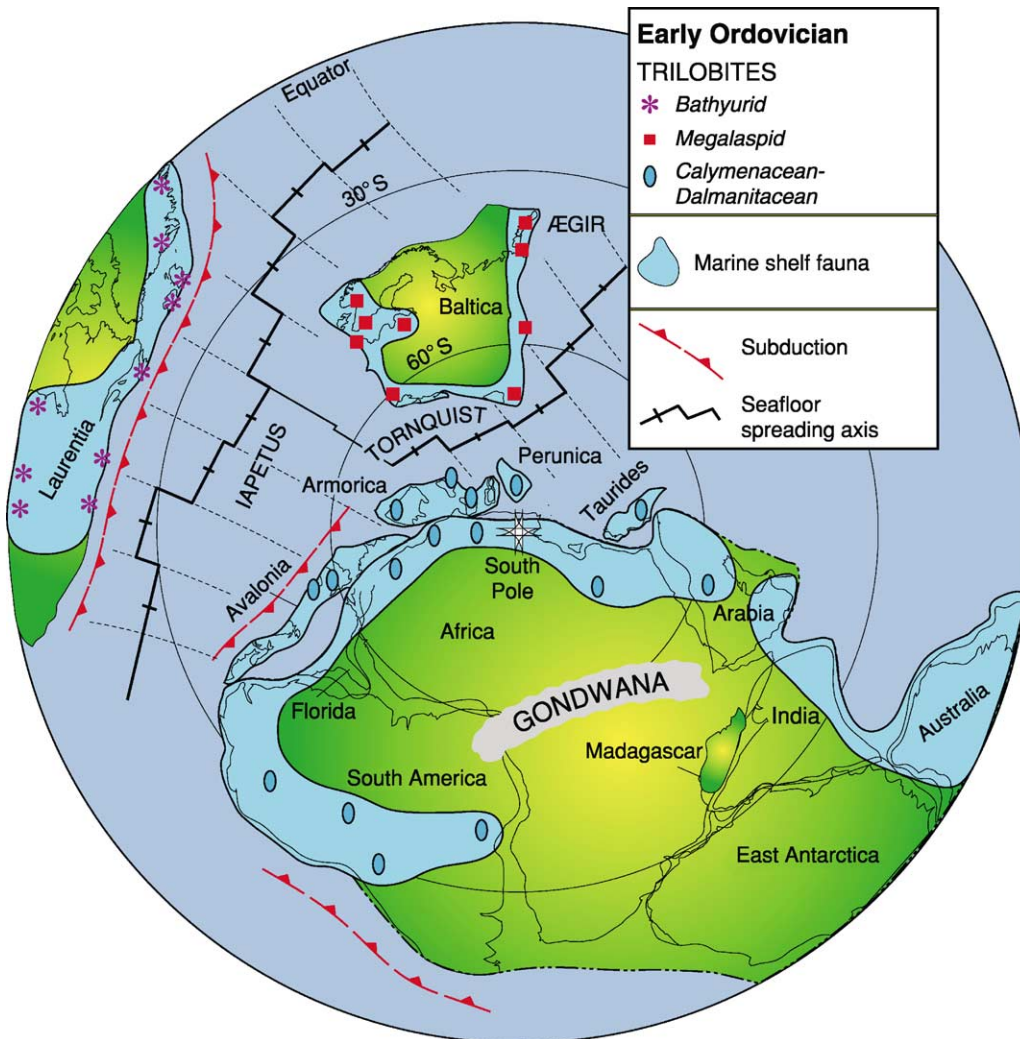 Early Ordovician
TRILOBITES
Bathyurid
Megalaspid
Calymenacean-
Dalmanitacean
Marine shelf fauna
Subduction
Seafloor
spreading axis
Equator
30° S
ÆGIR
Baltica
60° S
TORNQUIST
IAPETUS
Laurentia
Armorica
Perunica
Taurides
Avalonia
South
Pole
Arabia
Africa
GONDWANA
Florida
India
Australia
Madagascar
South America
East Antarctica